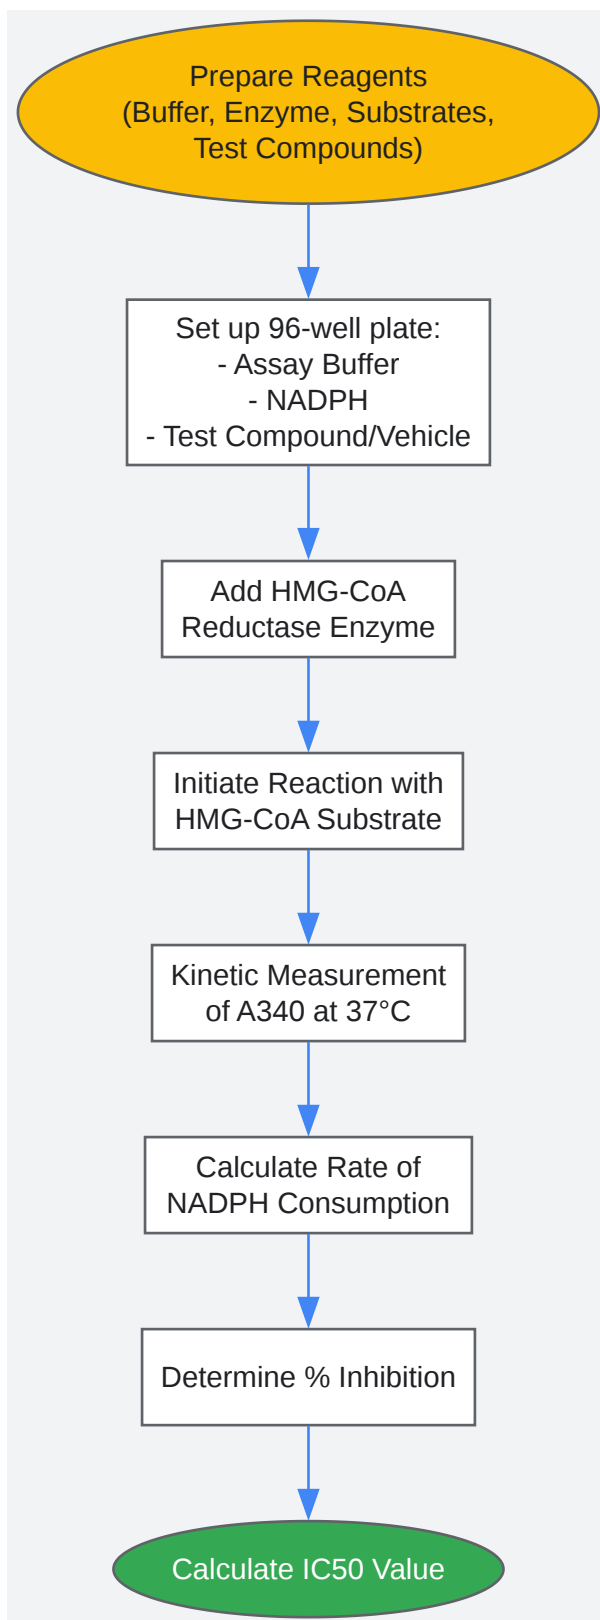 Prepare Reagents
(Buffer, Enzyme, Substrates,
Test Compounds)
Set up 96-well plate:
- Assay Buffer
- NADPH
- Test Compound/Vehicle
Add HMG-CoA
Reductase Enzyme
Initiate Reaction with
HMG-CoA Substrate
Kinetic Measurement
of A340 at 37°C
Calculate Rate of
NADPH Consumption
Determine % Inhibition
Calculate IC50 Value